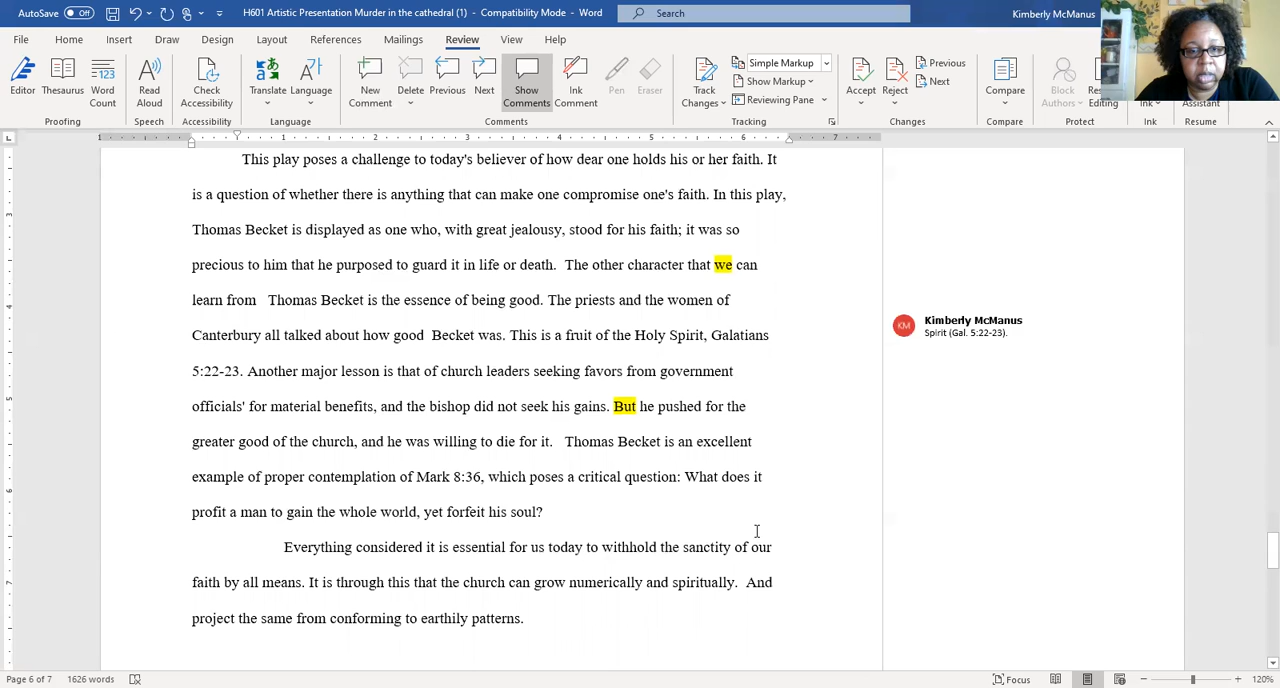 AutoSave Off H601 Artistic Presentation Murder in the cathedral (1) - Compatibility Mode - Word Search Kimberly McManus
File Home Insert Draw Design Layout References Mailings Review View Help
Editor Thesaurus Word Count Read Aloud Check Accessibility Translate Language New Comment Delete Previous Next Show Comments Ink Comment Pen Eraser Track Changes Simple Markup Show Markup Reviewing Pane Accept Reject Previous Next Compare Block Authors Editing Ink Assistant
Proofing Speech Accessibility Language Comments Tracking Changes Compare Protect Ink Resume
1 1 2 3 4 5 6 7
This play poses a challenge to today's believer of how dear one holds his or her faith. It
is a question of whether there is anything that can make one compromise one's faith. In this play,
Thomas Becket is displayed as one who, with great jealousy, stood for his faith; it was so
precious to him that he purposed to guard it in life or death. The other character that we can
learn from Thomas Becket is the essence of being good. The priests and the women of
Canterbury all talked about how good Becket was. This is a fruit of the Holy Spirit, Galatians
5:22-23. Another major lesson is that of church leaders seeking favors from government
officials' for material benefits, and the bishop did not seek his gains. But he pushed for the
greater good of the church, and he was willing to die for it. Thomas Becket is an excellent
example of proper contemplation of Mark 8:36, which poses a critical question: What does it
profit a man to gain the whole world, yet forfeit his soul?
Everything considered it is essential for us today to withhold the sanctity of our
faith by all means. It is through this that the church can grow numerically and spiritually. And
project the same from conforming to earthily patterns.
KM Kimberly McManus
Spirit (Gal. 5:22-23).
Page 6 of 7 1626 words Focus 120%